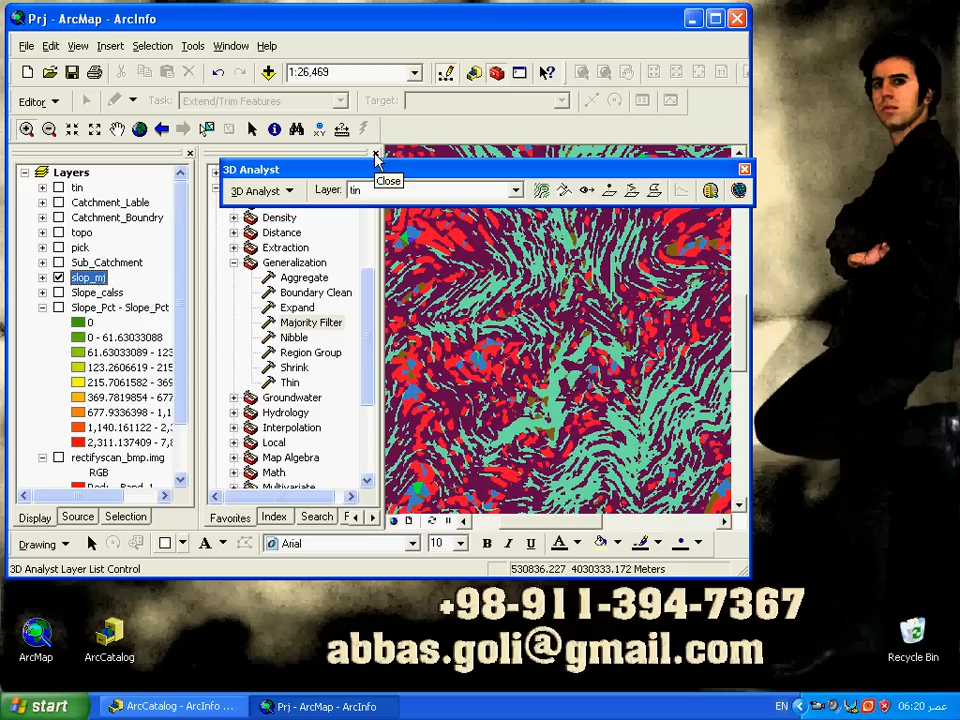 Prj - ArcMap - ArcInfo
File Edit View Insert Selection Tools Window Help
1:26,469
Editor Task: Extend/Trim Features Target:
Layers
tin
Catchment_Lable
Catchment_Boundry
topo
pick
Sub_Catchment
slop_mj
Slope_calss
Slope_Pct - Slope_Pct
0
0 - 61.63033088
61.63033089 - 123
123.2606619 - 215
215.7061582 - 369
369.7819854 - 677
677.9336398 - 1,1
1,140.161122 - 2,
2,311.137409 - 7,8
rectifyscan_bmp.img
RGB
Display Source Selection
3D Analyst
Close
3D Analyst Layer: tin
Density
Distance
Extraction
Generalization
Aggregate
Boundary Clean
Expand
Majority Filter
Nibble
Region Group
Shrink
Thin
Groundwater
Hydrology
Interpolation
Local
Map Algebra
Math
Multivariate
Favorites Index Search F
Drawing A Arial 10 B I U A
3D Analyst Layer List Control 530836.227 4030333.172 Meters
+98-911-394-7367
abbas.goli@gmail.com
ArcMap
ArcCatalog
Recycle Bin
start ArcCatalog - ArcInfo ... Prj - ArcMap - ArcInfo EN 06:20 عصر